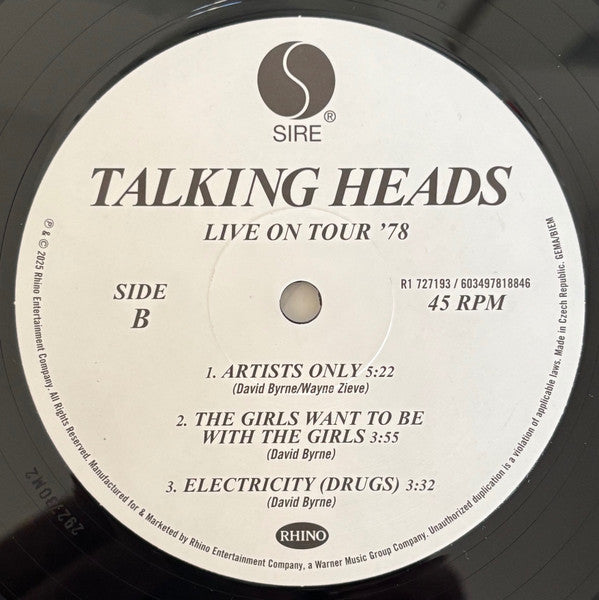 SIRE®
TALKING HEADS
LIVE ON TOUR '78
SIDE
B
R1 727193 / 603497818846
45 RPM
1. ARTISTS ONLY 5:22
(David Byrne/Wayne Zieve)
2. THE GIRLS WANT TO BE
WITH THE GIRLS 3:55
(David Byrne)
3. ELECTRICITY (DRUGS) 3:32
(David Byrne)
RHINO
℗ & © 2025 Rhino Entertainment Company. All Rights Reserved. Manufactured for & Marketed by Rhino Entertainment Company, a Warner Music Group Company. Unauthorized duplication is a violation of applicable laws. Made in Czech Republic. GEMA/BIEM